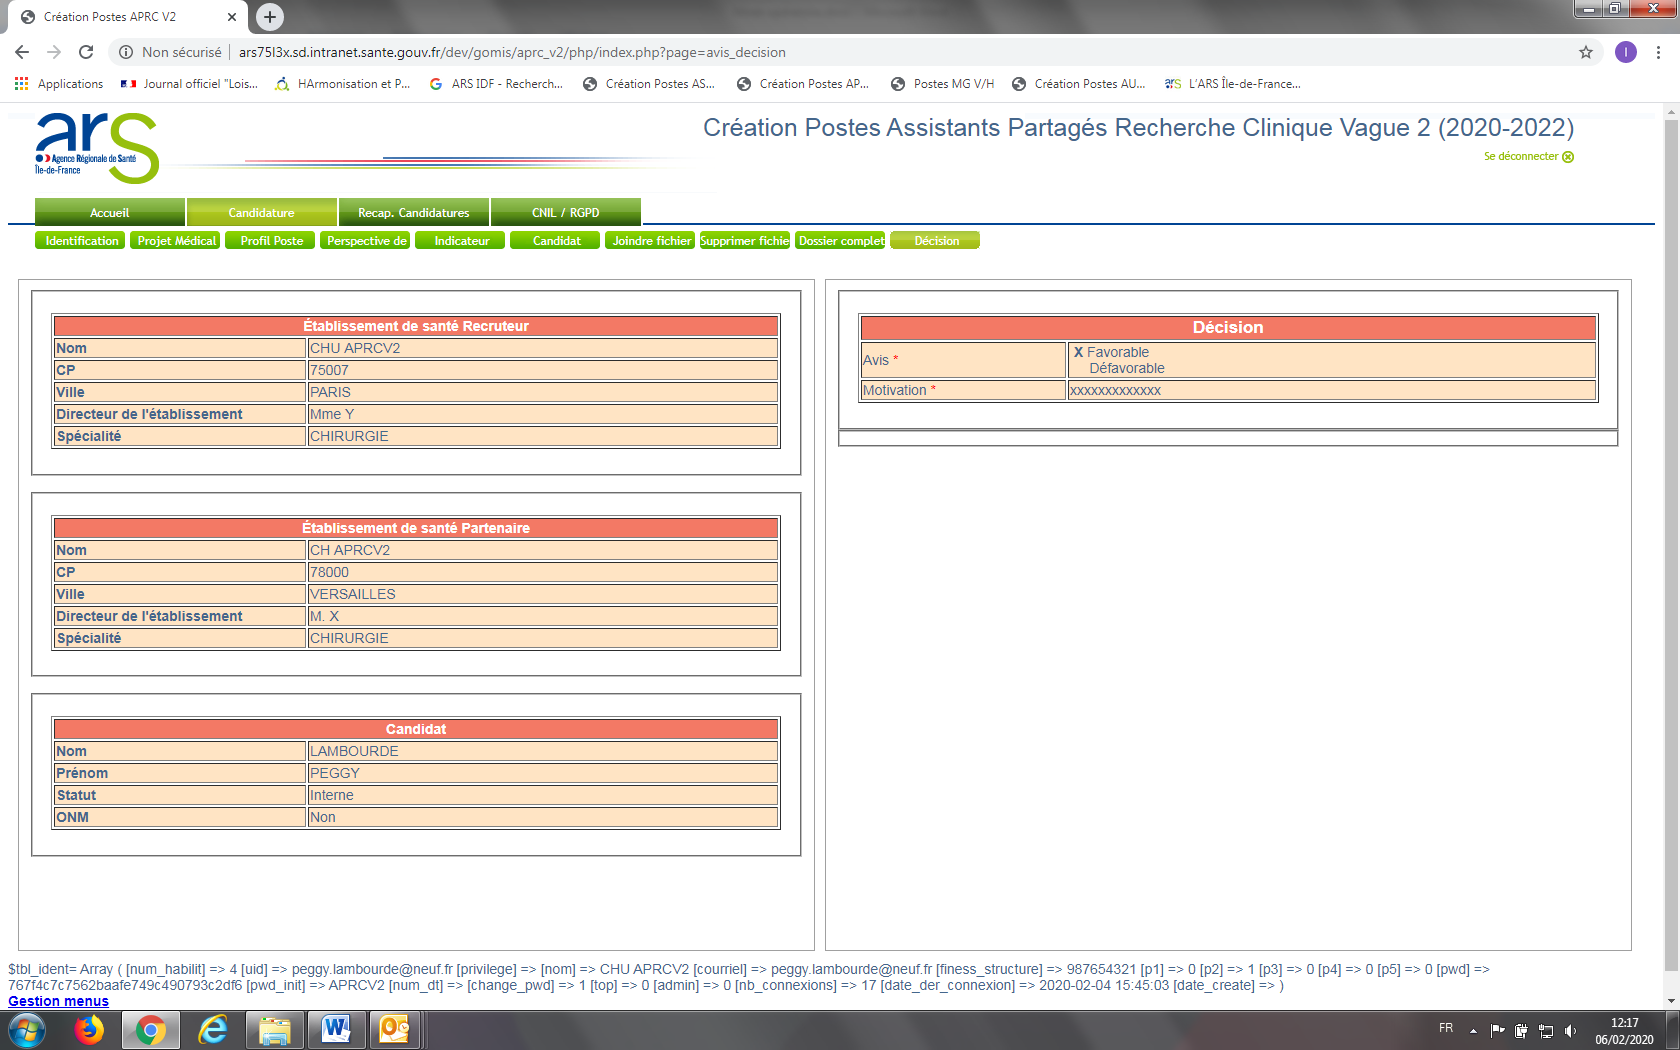 Création Postes APRC V2
Non sécurisé | ars75l3x.sd.intranet.sante.gouv.fr/dev/gomis/aprc_v2/php/index.php?page=avis_decision
I
Applications
Journal officiel "Lois...
HArmonisation et P...
ARS IDF - Recherch...
Création Postes AS...
Création Postes AP...
Postes MG V/H
Création Postes AU...
L'ARS Île-de-France...
ars
Agence Régionale de Santé
Île-de-France
Création Postes Assistants Partagés Recherche Clinique Vague 2 (2020-2022)
Se déconnecter
Accueil
Candidature
Recap. Candidatures
CNIL / RGPD
Identification
Projet Médical
Profil Poste
Perspective de
Indicateur
Candidat
Joindre fichier
Supprimer fichie
Dossier complet
Décision
Établissement de santé Recruteur
Nom CHU APRCV2
CP 75007
Ville PARIS
Directeur de l'établissement Mme Y
Spécialité CHIRURGIE
Établissement de santé Partenaire
Nom CH APRCV2
CP 78000
Ville VERSAILLES
Directeur de l'établissement M. X
Spécialité CHIRURGIE
Candidat
Nom LAMBOURDE
Prénom PEGGY
Statut Interne
ONM Non
Décision
Avis * X Favorable
Défavorable
Motivation * xxxxxxxxxxxxx
$tbl_ident= Array ( [num_habilit] => 4 [uid] => peggy.lambourde@neuf.fr [privilege] => [nom] => CHU APRCV2 [courriel] => peggy.lambourde@neuf.fr [finess_structure] => 987654321 [p1] => 0 [p2] => 1 [p3] => 0 [p4] => 0 [p5] => 0 [pwd] =>
767f4c7c7562baafe749c490793c2df6 [pwd_init] => APRCV2 [num_dt] => [change_pwd] => 1 [top] => 0 [admin] => 0 [nb_connexions] => 17 [date_der_connexion] => 2020-02-04 15:45:03 [date_create] => )
Gestion menus
FR
12:17
06/02/2020